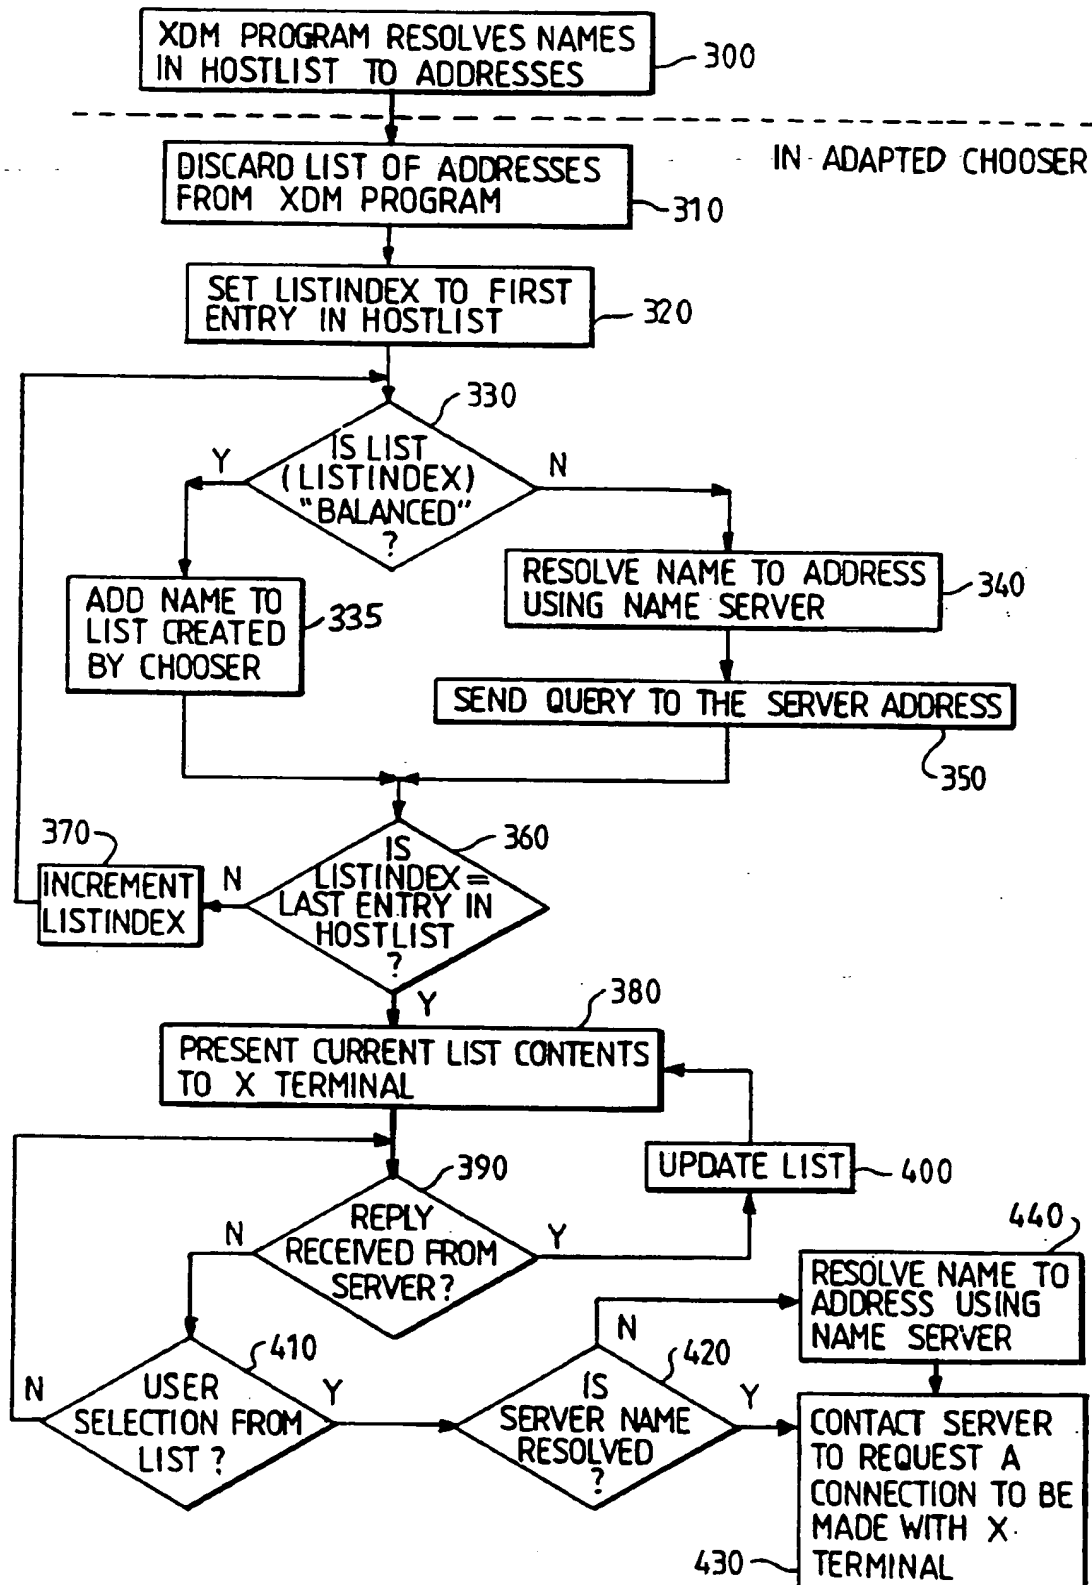 XDM PROGRAM RESOLVES NAMES
IN HOSTLIST TO ADDRESSES
300
IN ADAPTED CHOOSER
DISCARD LIST OF ADDRESSES
FROM XDM PROGRAM
310
SET LISTINDEX TO FIRST
ENTRY IN HOSTLIST
320
330
IS LIST
(LISTINDEX)
"BALANCED"
?
Y
N
ADD NAME TO
LIST CREATED
BY CHOOSER
335
RESOLVE NAME TO ADDRESS
USING NAME SERVER
340
SEND QUERY TO THE SERVER ADDRESS
350
360
IS
LISTINDEX =
LAST ENTRY IN
HOSTLIST
?
N
370
INCREMENT
LISTINDEX
Y
380
PRESENT CURRENT LIST CONTENTS
TO X TERMINAL
390
REPLY
RECEIVED FROM
SERVER?
N
Y
UPDATE LIST
400
410
USER
SELECTION FROM
LIST ?
N
Y
420
IS
SERVER NAME
RESOLVED
?
N
Y
440
RESOLVE NAME TO
ADDRESS USING
NAME SERVER
CONTACT SERVER
TO REQUEST A
CONNECTION TO BE
MADE WITH X
TERMINAL
430